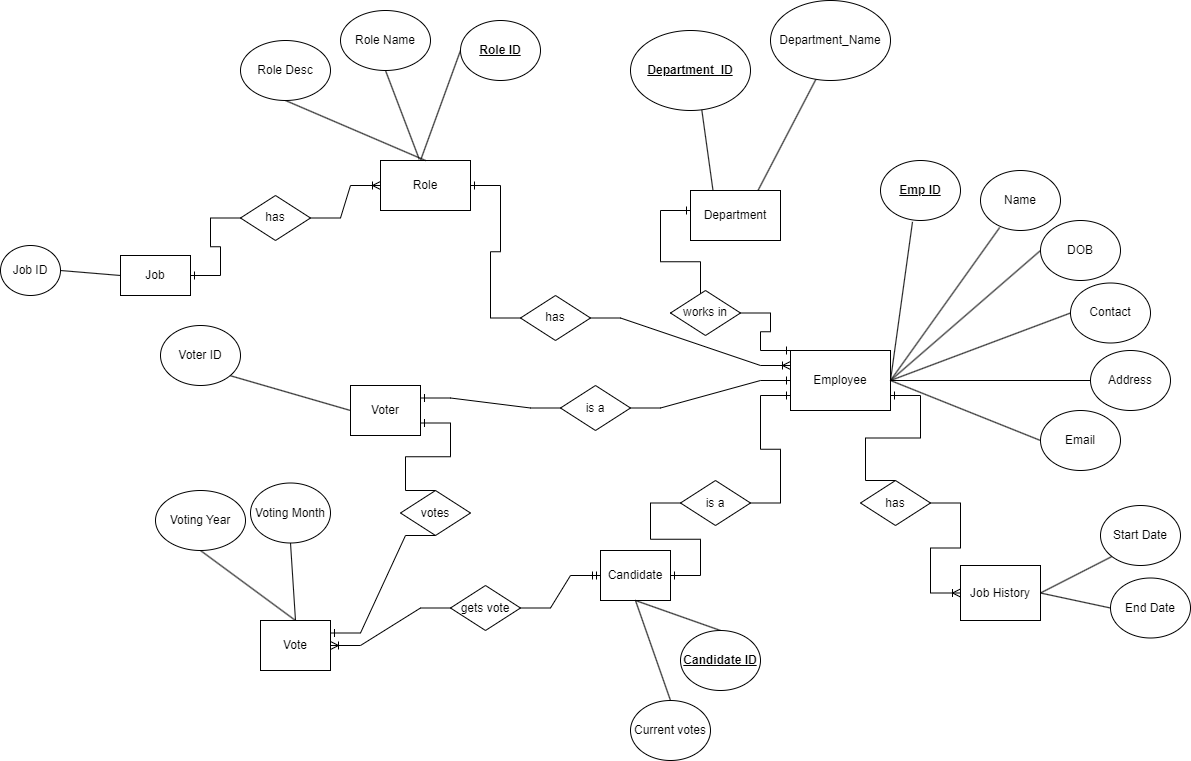 Role Name
Role ID
Department_Name
Role Desc
Department_ID
Role
Emp ID
Name
has
Department
DOB
Job ID
Job
has
works in
Contact
Voter ID
Employee
Address
Voter
is a
Email
Voting Year
Voting Month
votes
is a
has
Start Date
Candidate
gets vote
Job History
End Date
Vote
Candidate ID
Current votes